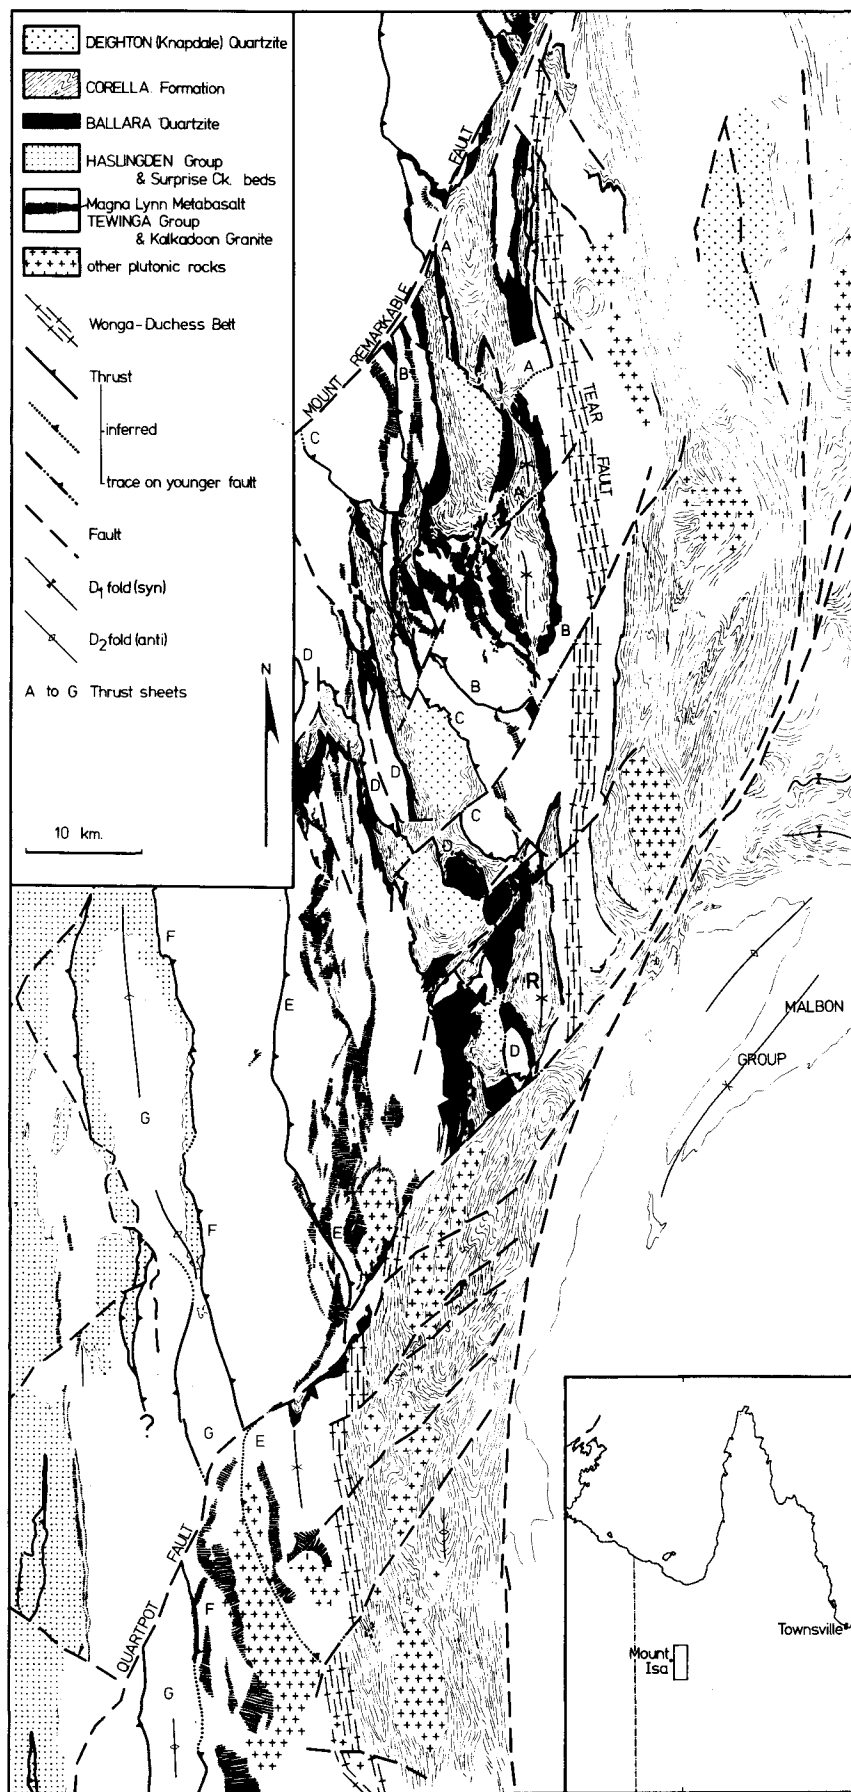 DEIGHTON (Knapdale) Quartzite
CORELLA Formation
BALLARA Quartzite
HASLINGDEN Group
& Surprise Ck. beds
Magna Lynn Metabasalt
TEWINGA Group
& Kalkadoon Granite
other plutonic rocks
Wonga-Duchess Belt
Thrust
inferred
trace on younger fault
Fault
D1 fold (syn)
D2 fold (anti)
A to G Thrust sheets
N
10 km.
MOUNT REMARKABLE FAULT
A
B
C
A
TEAR FAULT
A
B
B
C
D
D
D
C
D
R
D
F
E
G
F
E
MALBON
GROUP
?
G
E
QUARTPOT FAULT
F
G
Townsville
Mount
Isa